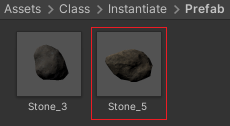 Assets > Class > Instantiate > Prefab
Stone_3 Stone_5